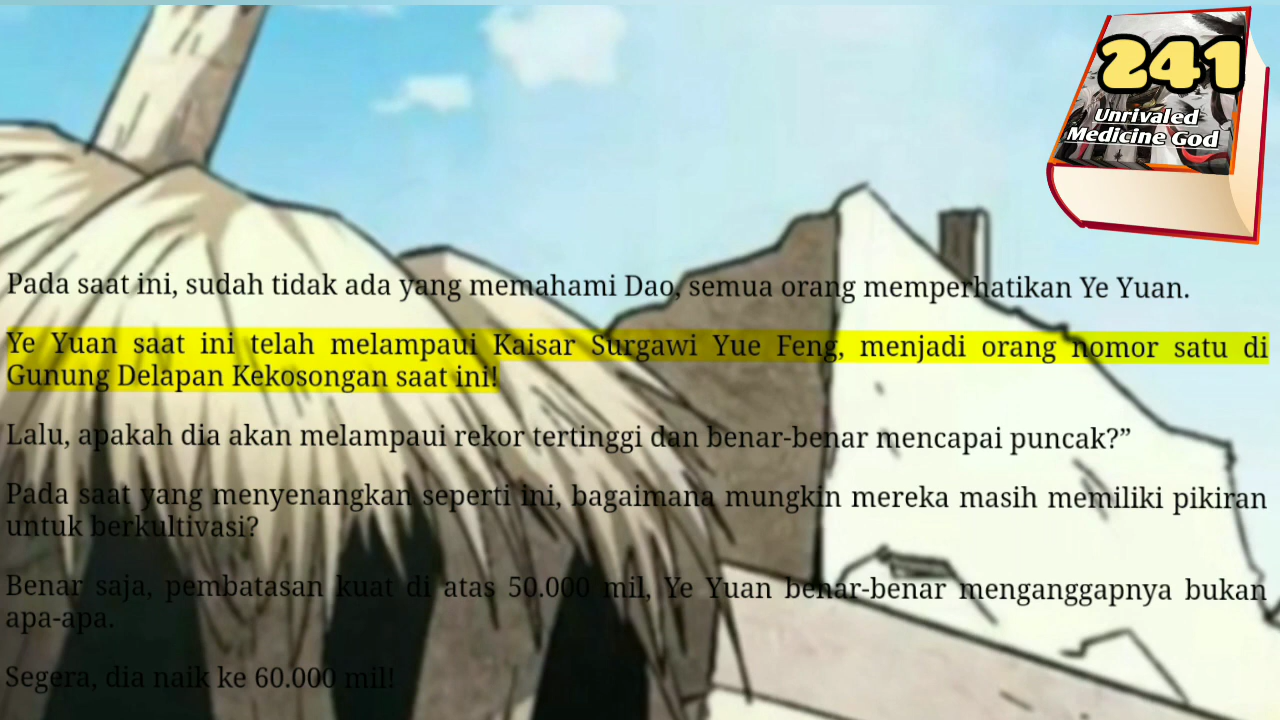 241
Unrivaled
Medicine God
Pada saat ini, sudah tidak ada yang memahami Dao, semua orang memperhatikan Ye Yuan.
Ye Yuan saat ini telah melampaui Kaisar Surgawi Yue Feng, menjadi orang nomor satu di
Gunung Delapan Kekosongan saat ini!
Lalu, apakah dia akan melampaui rekor tertinggi dan benar-benar mencapai puncak?”
Pada saat yang menyenangkan seperti ini, bagaimana mungkin mereka masih memiliki pikiran
untuk berkultivasi?
Benar saja, pembatasan kuat di atas 50.000 mil, Ye Yuan benar-benar menganggapnya bukan
apa-apa.
Segera, dia naik ke 60.000 mil!